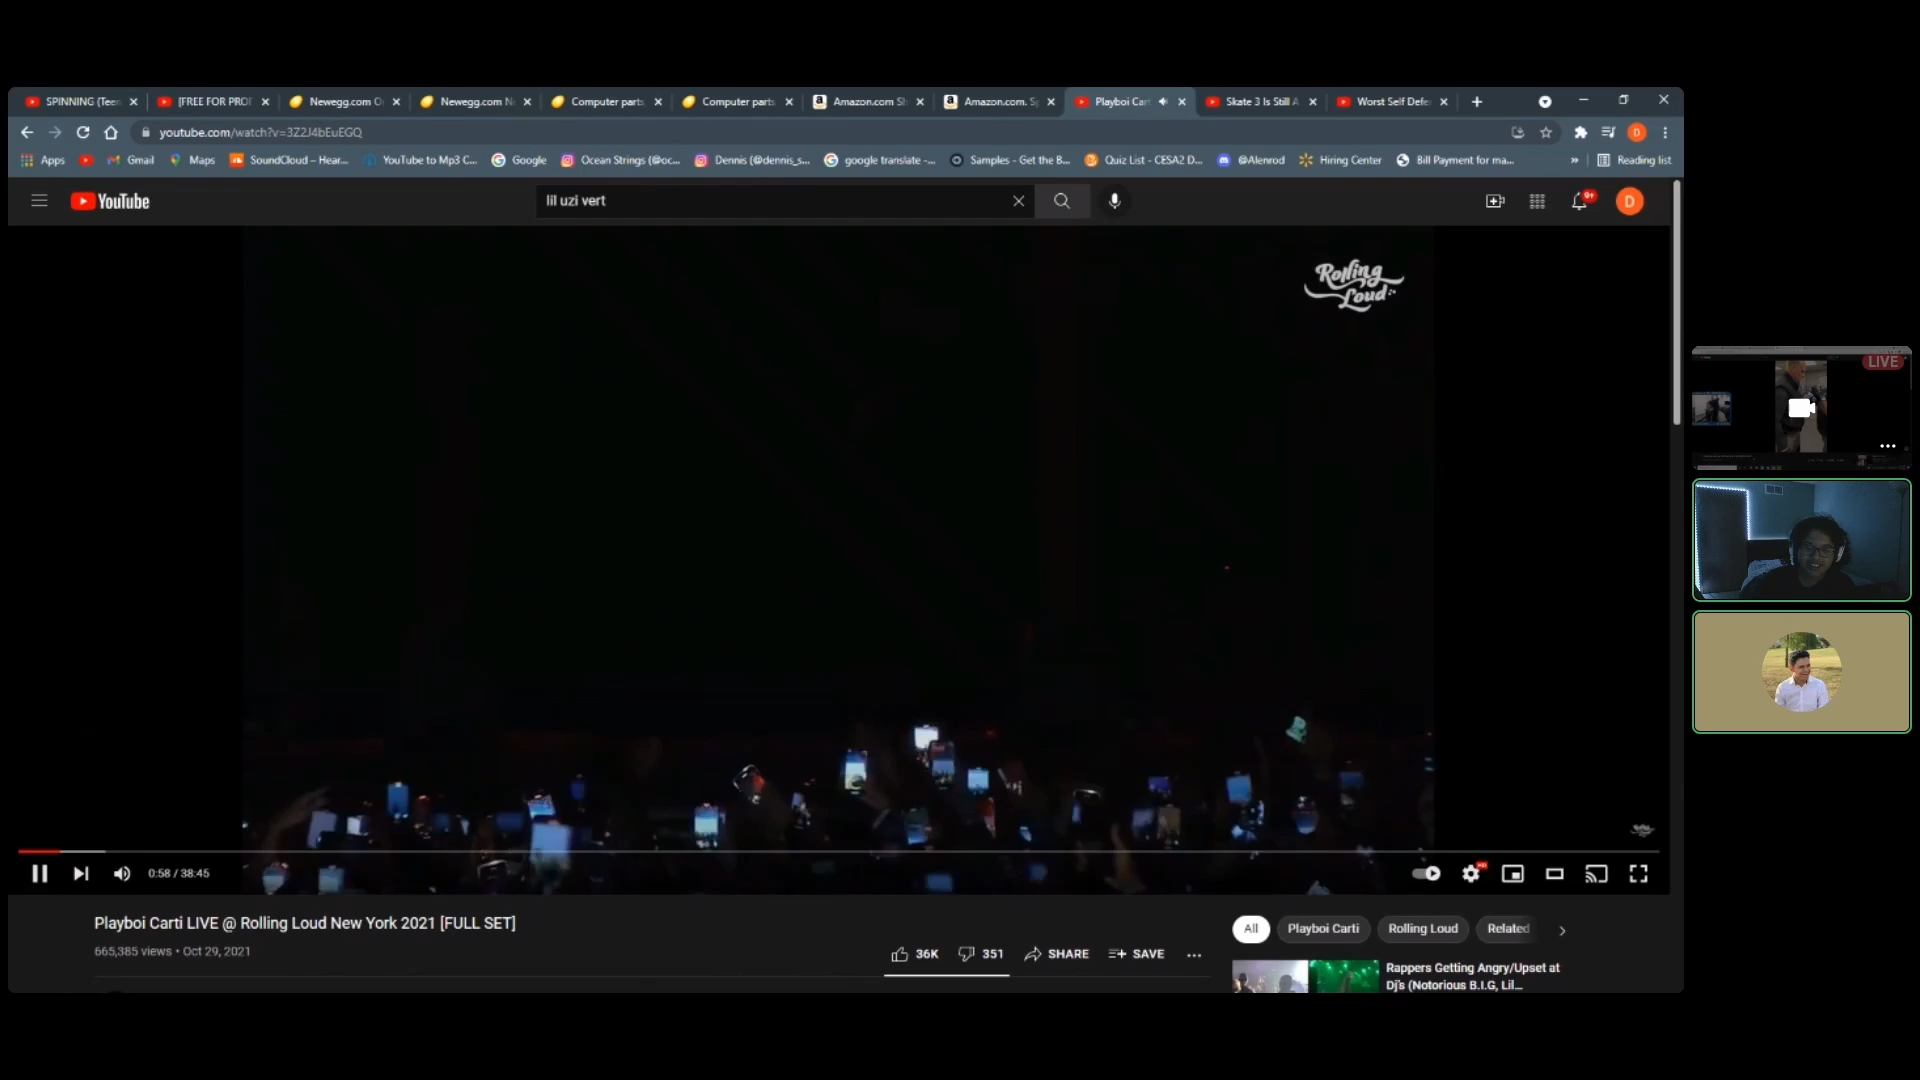 SPINNING (Teen
[FREE FOR PROF
Newegg.com O
Newegg.com N
Computer parts
Computer parts
Amazon.com Sh
Amazon.com. S
Playboi Car
Skate 3 Is Still A
Worst Self Defe
youtube.com/watch?v=3Z2J4bEuEGQ
Apps
Gmail
Maps
SoundCloud – Hear...
YouTube to Mp3 C...
Google
Ocean Strings (@oc...
Dennis (@dennis_s...
google translate -...
Samples - Get the B...
Quiz List - CESA2 D...
@Alenrod
Hiring Center
Bill Payment for ma...
»
Reading list
YouTube
lil uzi vert
9+
D
Rolling
Loud
LIVE
0:58 / 38:45
Playboi Carti LIVE @ Rolling Loud New York 2021 [FULL SET]
665,385 views • Oct 29, 2021
36K
351
SHARE
SAVE
All
Playboi Carti
Rolling Loud
Related
Rappers Getting Angry/Upset at
Dj's (Notorious B.I.G, Lil...